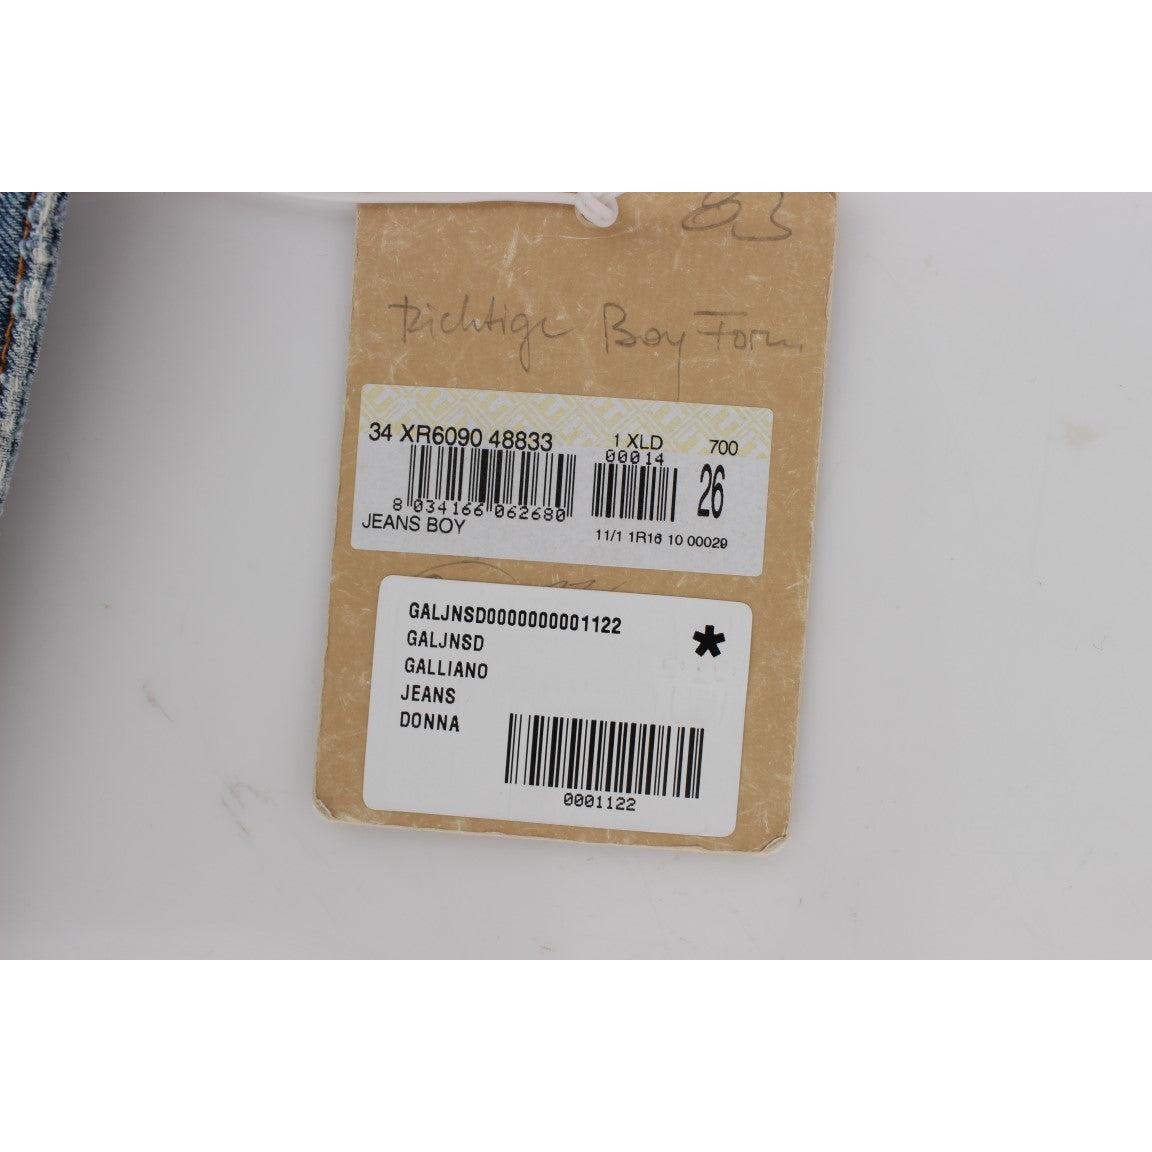 83
Richtige Boy Form
34 XR6090 48833 1 XLD 700
00014
26
8 034166 062680
JEANS BOY 11/1 1R16 10 00029
GALJNSD0000000001122
*
GALJNSD
GALLIANO
JEANS
DONNA
0001122